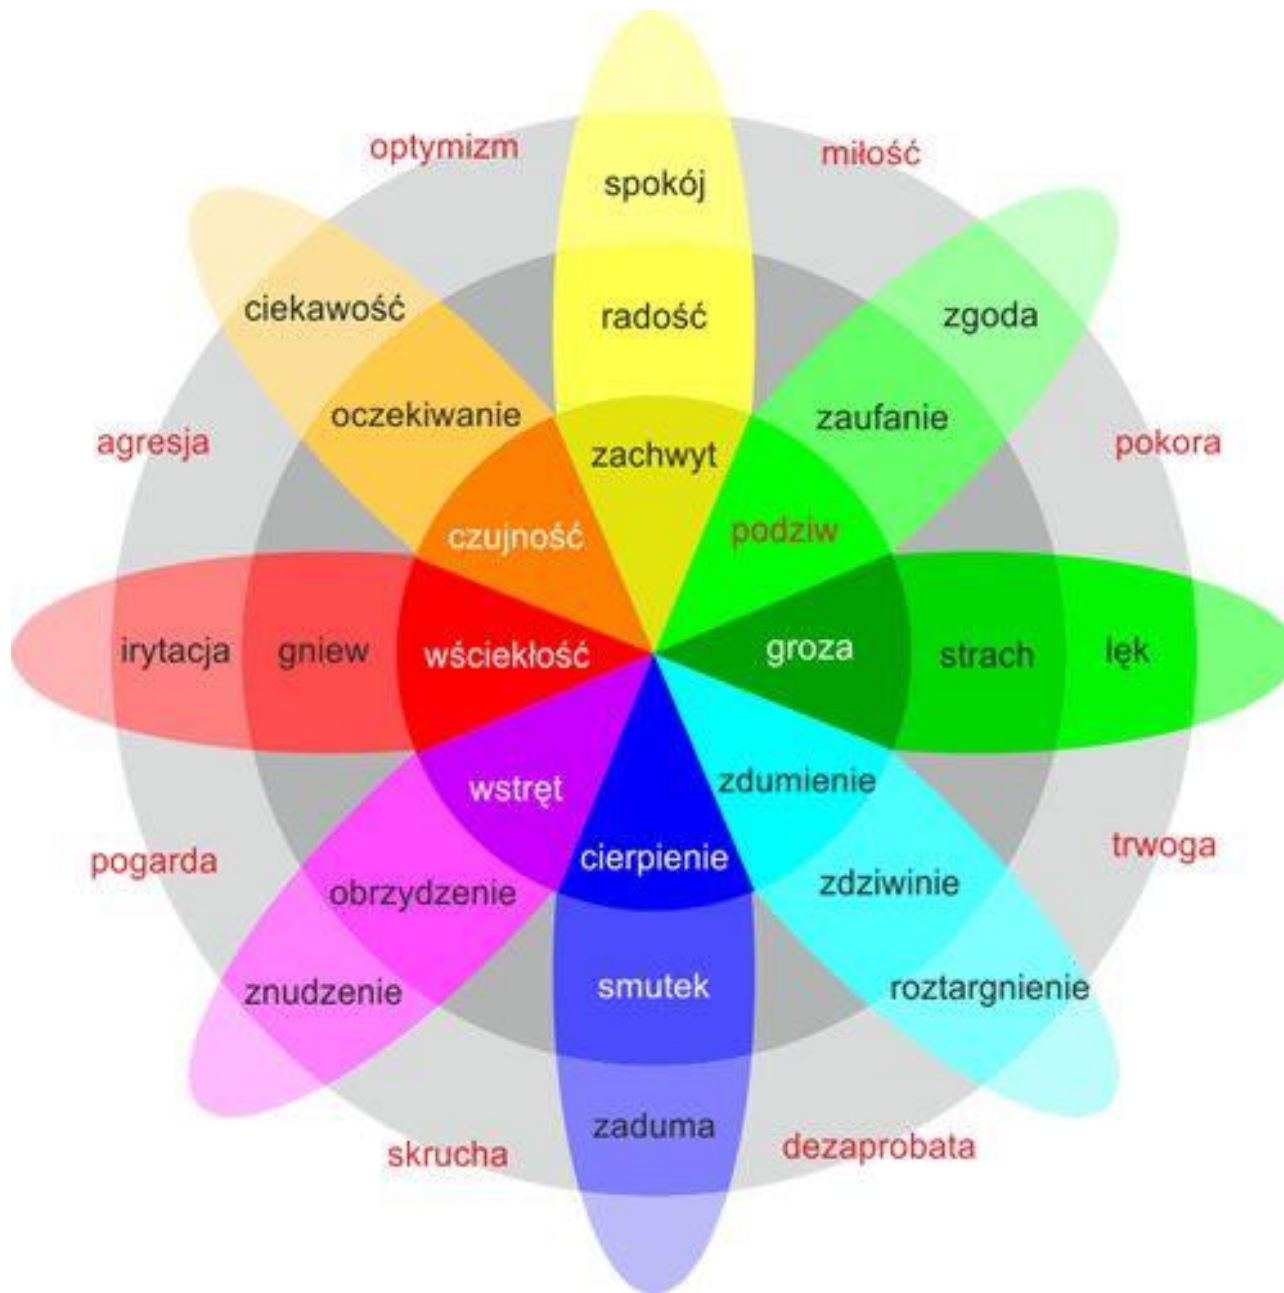 optymizm
miłość
spokój
ciekawość
radość
zgoda
oczekiwanie
zaufanie
agresja
zachwyt
pokora
czujność
podziw
irytacja
gniew
wściekłość
groza
strach
lęk
wstręt
zdumienie
pogarda
cierpienie
trwoga
obrzydzenie
zdziwinie
znudzenie
smutek
roztargnienie
zaduma
skrucha
dezaprobata